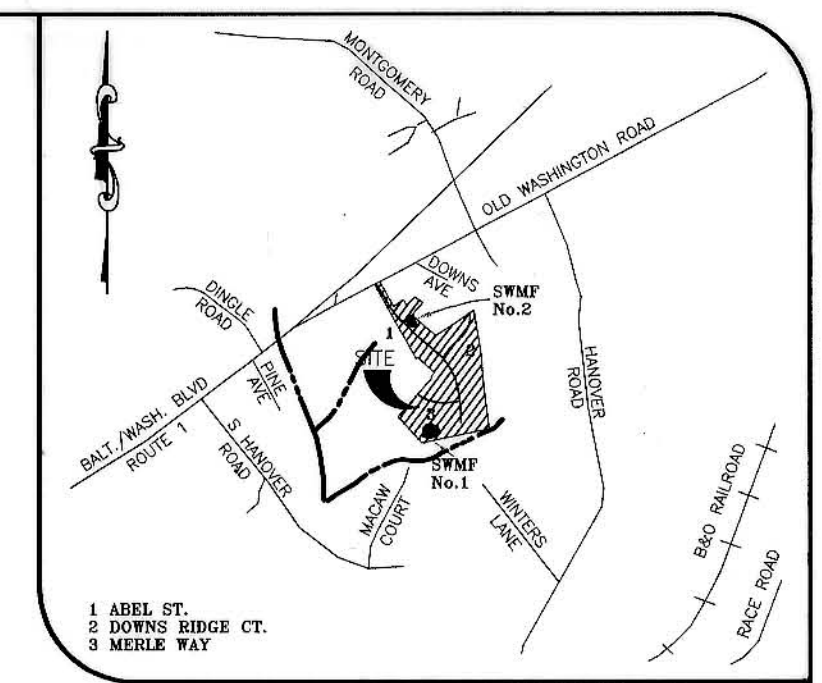 MONTGOMERY
ROAD
OLD WASHINGTON ROAD
DOWNS
AVE
SWMF
No.2
DINGLE
ROAD
1
2
SITE
PINE
AVE
HANOVER
ROAD
BALT./WASH. BLVD
ROUTE 1
3
S HANOVER
ROAD
SWMF
No.1
MACAW
COURT
WINTERS
LANE
B&O RAILROAD
RACE ROAD
1 ABEL ST.
2 DOWNS RIDGE CT.
3 MERLE WAY